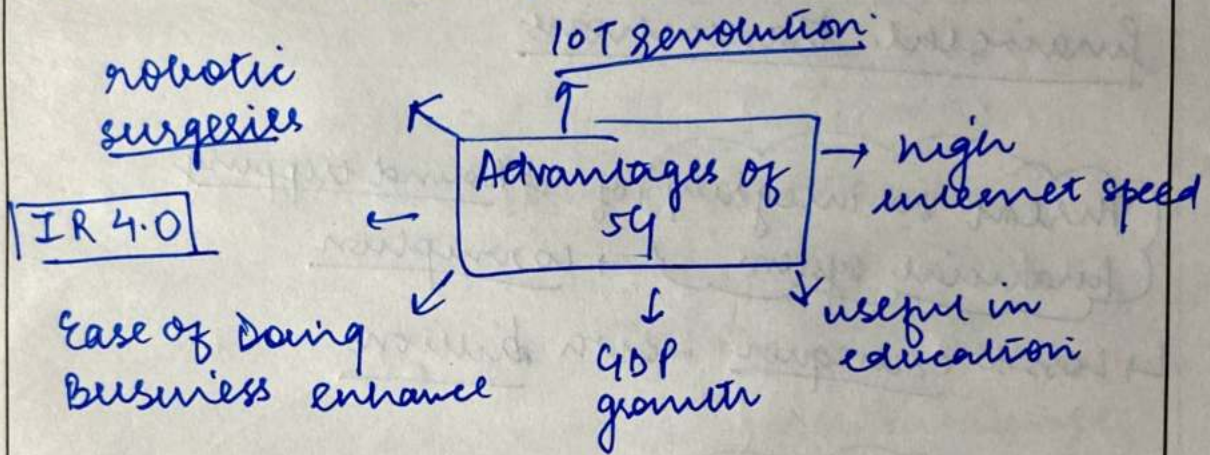 IOT revolution
robotic
surgeries
Advantages of
5G
high
internet speed
IR 4.0
Ease of Doing
Business enhance
GDP
growth
useful in
education